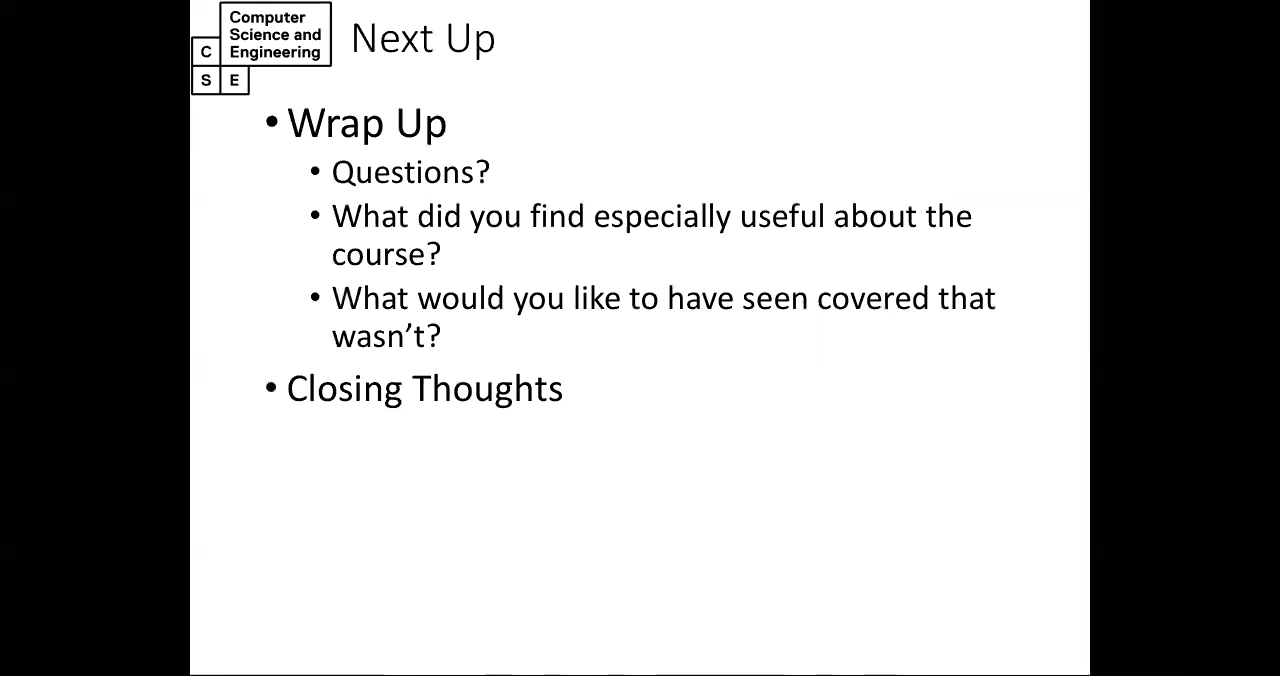 Computer
Science and
Engineering
C
S E
Next Up
• Wrap Up
• Questions?
• What did you find especially useful about the
course?
• What would you like to have seen covered that
wasn’t?
• Closing Thoughts